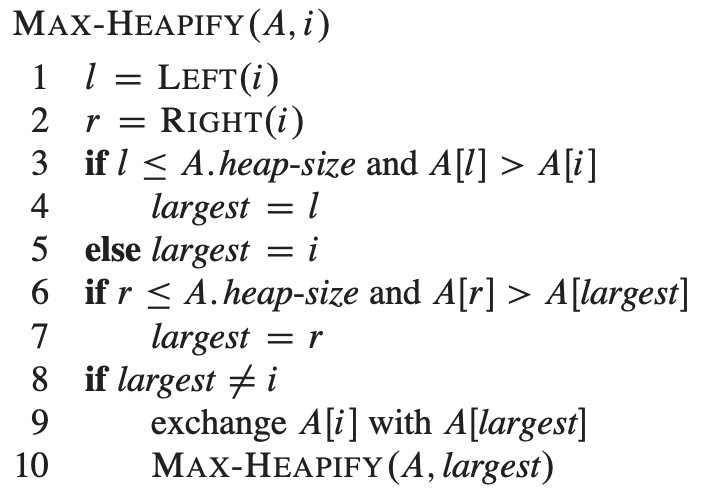 MAX-HEAPIFY(A, i)
1 l = LEFT(i)
2 r = RIGHT(i)
3 if l ≤ A.heap-size and A[l] > A[i]
4 largest = l
5 else largest = i
6 if r ≤ A.heap-size and A[r] > A[largest]
7 largest = r
8 if largest ≠ i
9 exchange A[i] with A[largest]
10 MAX-HEAPIFY(A, largest)